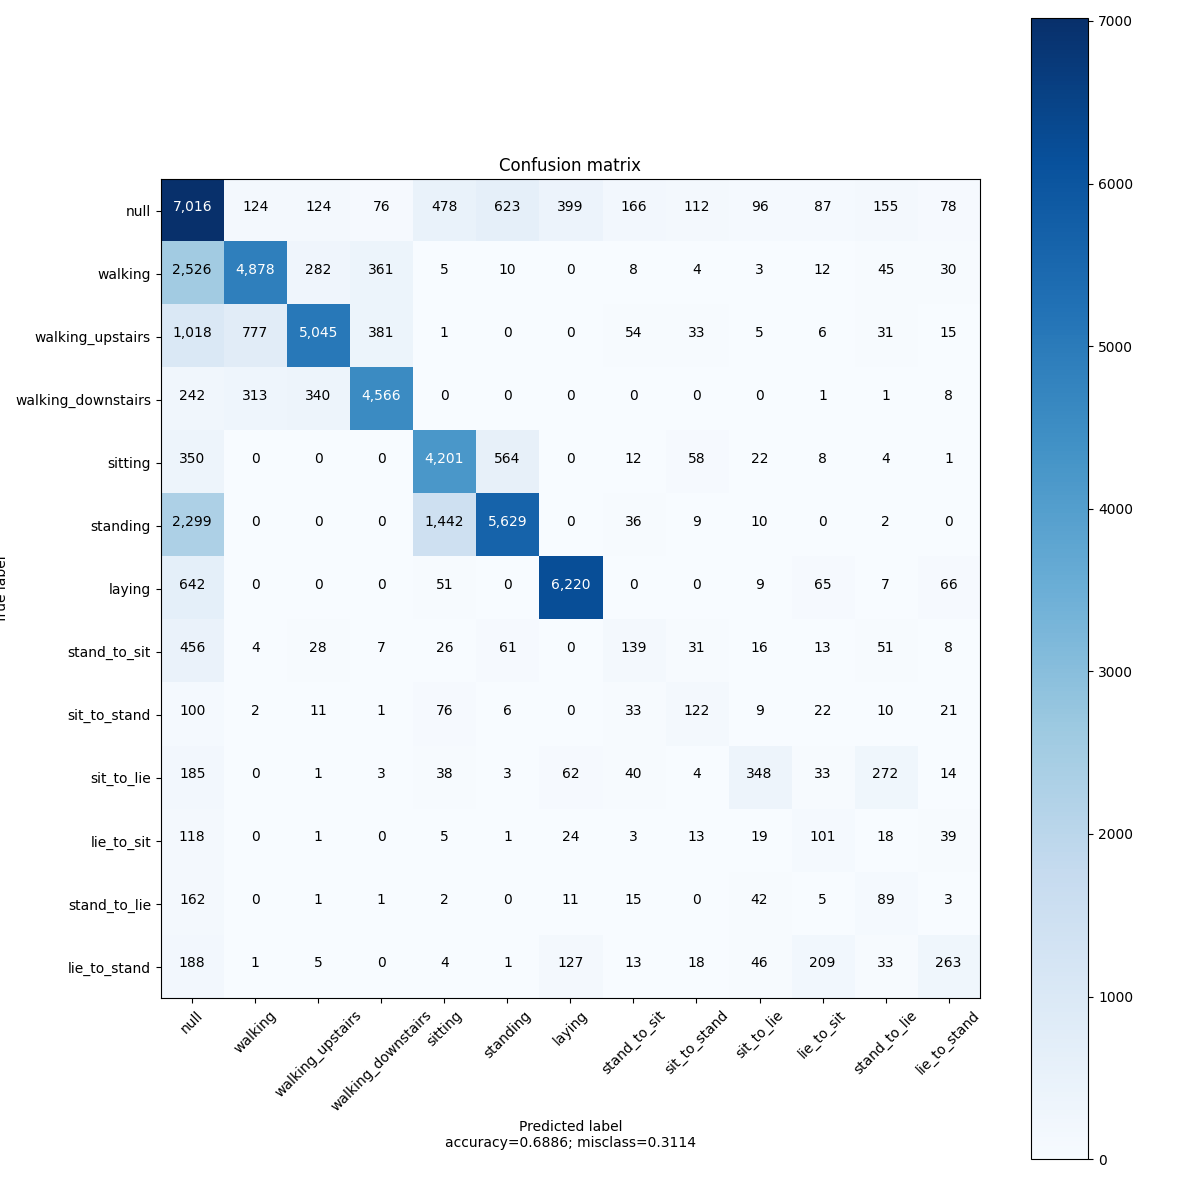 Confusion matrix
null 7,016 124 124 76 478 623 399 166 112 96 87 155 78
walking 2,526 4,878 282 361 5 10 0 8 4 3 12 45 30
walking_upstairs 1,018 777 5,045 381 1 0 0 54 33 5 6 31 15
walking_downstairs 242 313 340 4,566 0 0 0 0 0 0 1 1 8
sitting 350 0 0 0 4,201 564 0 12 58 22 8 4 1
standing 2,299 0 0 0 1,442 5,629 0 36 9 10 0 2 0
laying 642 0 0 0 51 0 6,220 0 0 9 65 7 66
stand_to_sit 456 4 28 7 26 61 0 139 31 16 13 51 8
sit_to_stand 100 2 11 1 76 6 0 33 122 9 22 10 21
sit_to_lie 185 0 1 3 38 3 62 40 4 348 33 272 14
lie_to_sit 118 0 1 0 5 1 24 3 13 19 101 18 39
stand_to_lie 162 0 1 1 2 0 11 15 0 42 5 89 3
lie_to_stand 188 1 5 0 4 1 127 13 18 46 209 33 263
null walking walking_upstairs walking_downstairs sitting standing laying stand_to_sit sit_to_stand sit_to_lie lie_to_sit stand_to_lie lie_to_stand
Predicted label
accuracy=0.6886; misclass=0.3114
7000
6000
5000
4000
3000
2000
1000
0